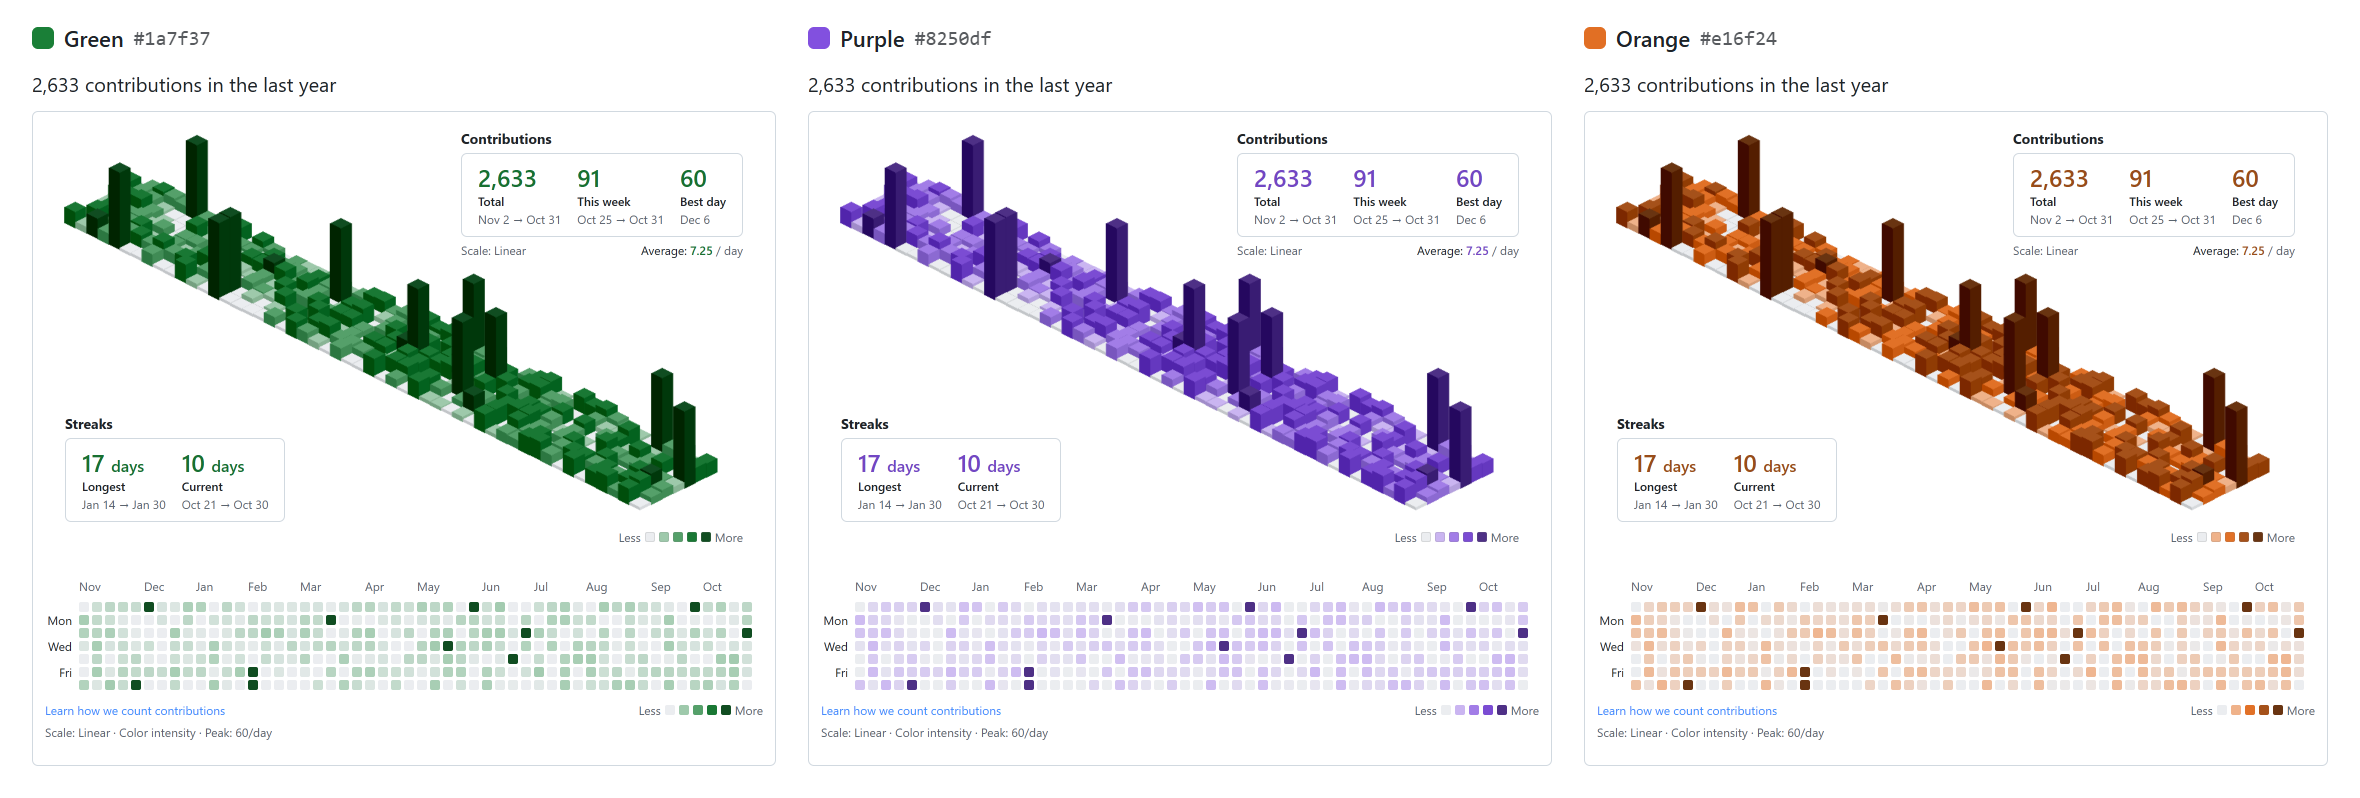 Green #1a7f37
2,633 contributions in the last year
Contributions
2,633 91 60
Total This week Best day
Nov 2 → Oct 31 Oct 25 → Oct 31 Dec 6
Scale: Linear Average: 7.25 / day
Streaks
17 days 10 days
Longest Current
Jan 14 → Jan 30 Oct 21 → Oct 30
Less More
Nov Dec Jan Feb Mar Apr May Jun Jul Aug Sep Oct
Mon
Wed
Fri
Learn how we count contributions Less More
Scale: Linear · Color intensity · Peak: 60/day
Purple #8250df
2,633 contributions in the last year
Contributions
2,633 91 60
Total This week Best day
Nov 2 → Oct 31 Oct 25 → Oct 31 Dec 6
Scale: Linear Average: 7.25 / day
Streaks
17 days 10 days
Longest Current
Jan 14 → Jan 30 Oct 21 → Oct 30
Less More
Nov Dec Jan Feb Mar Apr May Jun Jul Aug Sep Oct
Mon
Wed
Fri
Learn how we count contributions Less More
Scale: Linear · Color intensity · Peak: 60/day
Orange #e16f24
2,633 contributions in the last year
Contributions
2,633 91 60
Total This week Best day
Nov 2 → Oct 31 Oct 25 → Oct 31 Dec 6
Scale: Linear Average: 7.25 / day
Streaks
17 days 10 days
Longest Current
Jan 14 → Jan 30 Oct 21 → Oct 30
Less More
Nov Dec Jan Feb Mar Apr May Jun Jul Aug Sep Oct
Mon
Wed
Fri
Learn how we count contributions Less More
Scale: Linear · Color intensity · Peak: 60/day